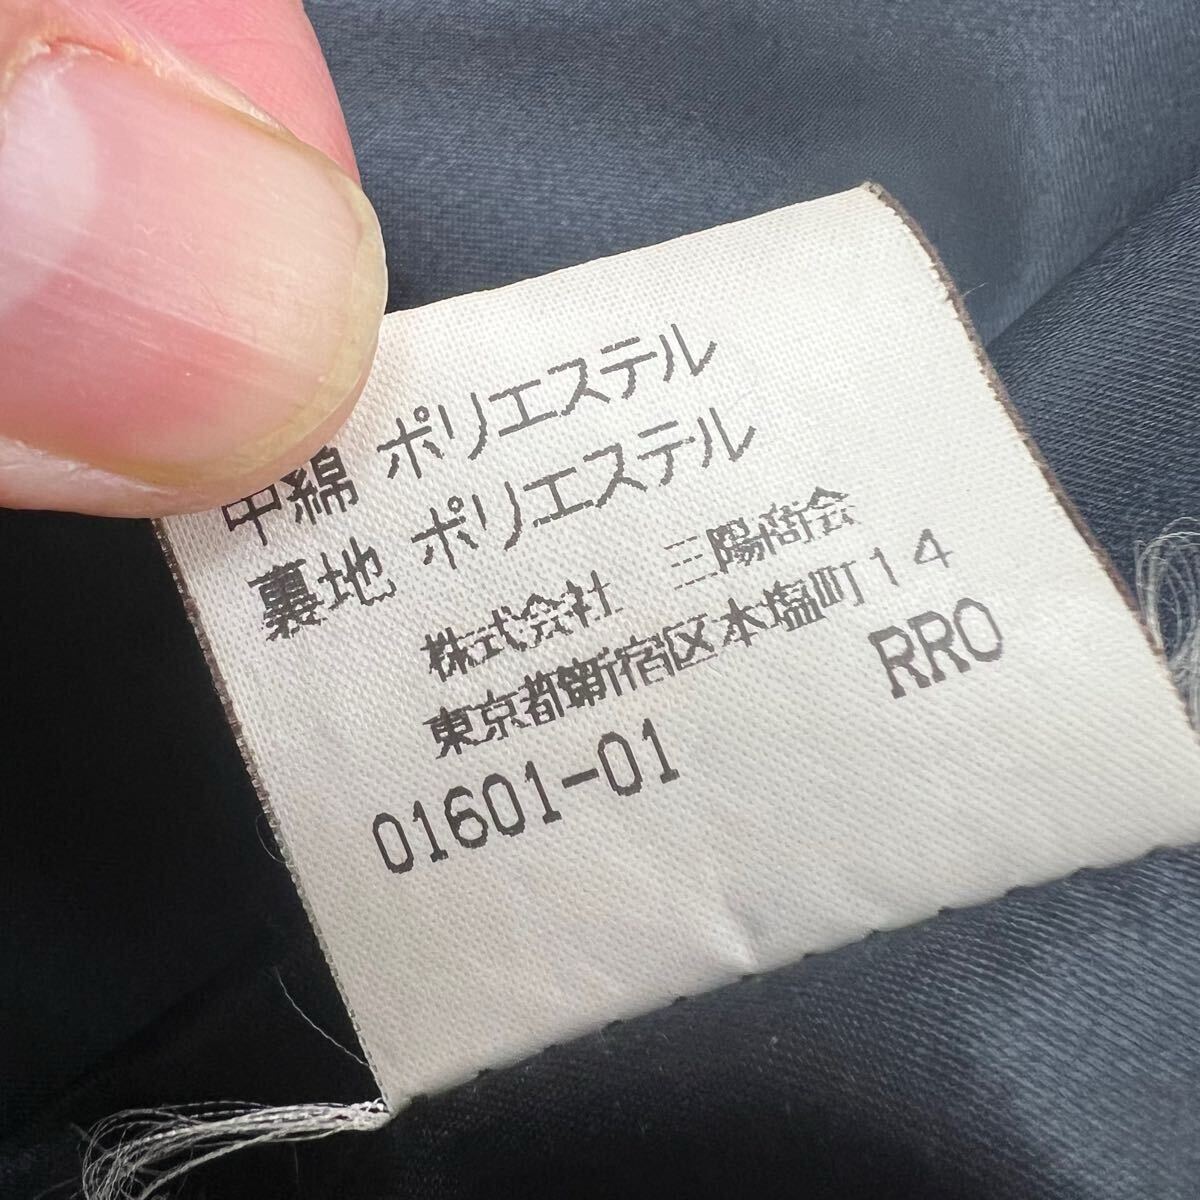 中綿 ポリエステル
裏地 ポリエステル
株式会社 三陽商会
東京都新宿区本塩町14
RRO
01601-01